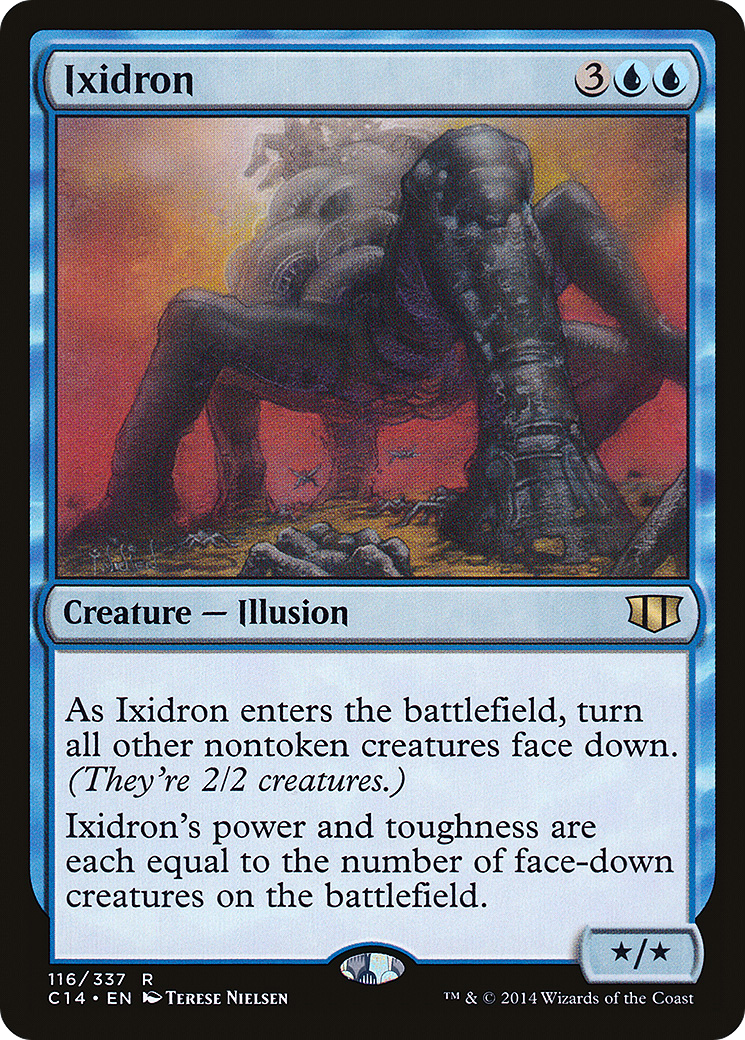 Ixidron 3
Creature — Illusion
As Ixidron enters the battlefield, turn
all other nontoken creatures face down.
(They're 2/2 creatures.)
Ixidron's power and toughness are
each equal to the number of face-down
creatures on the battlefield.
★/★
116/337 R
C14 • EN TERESE NIELSEN
™ & © 2014 Wizards of the Coast